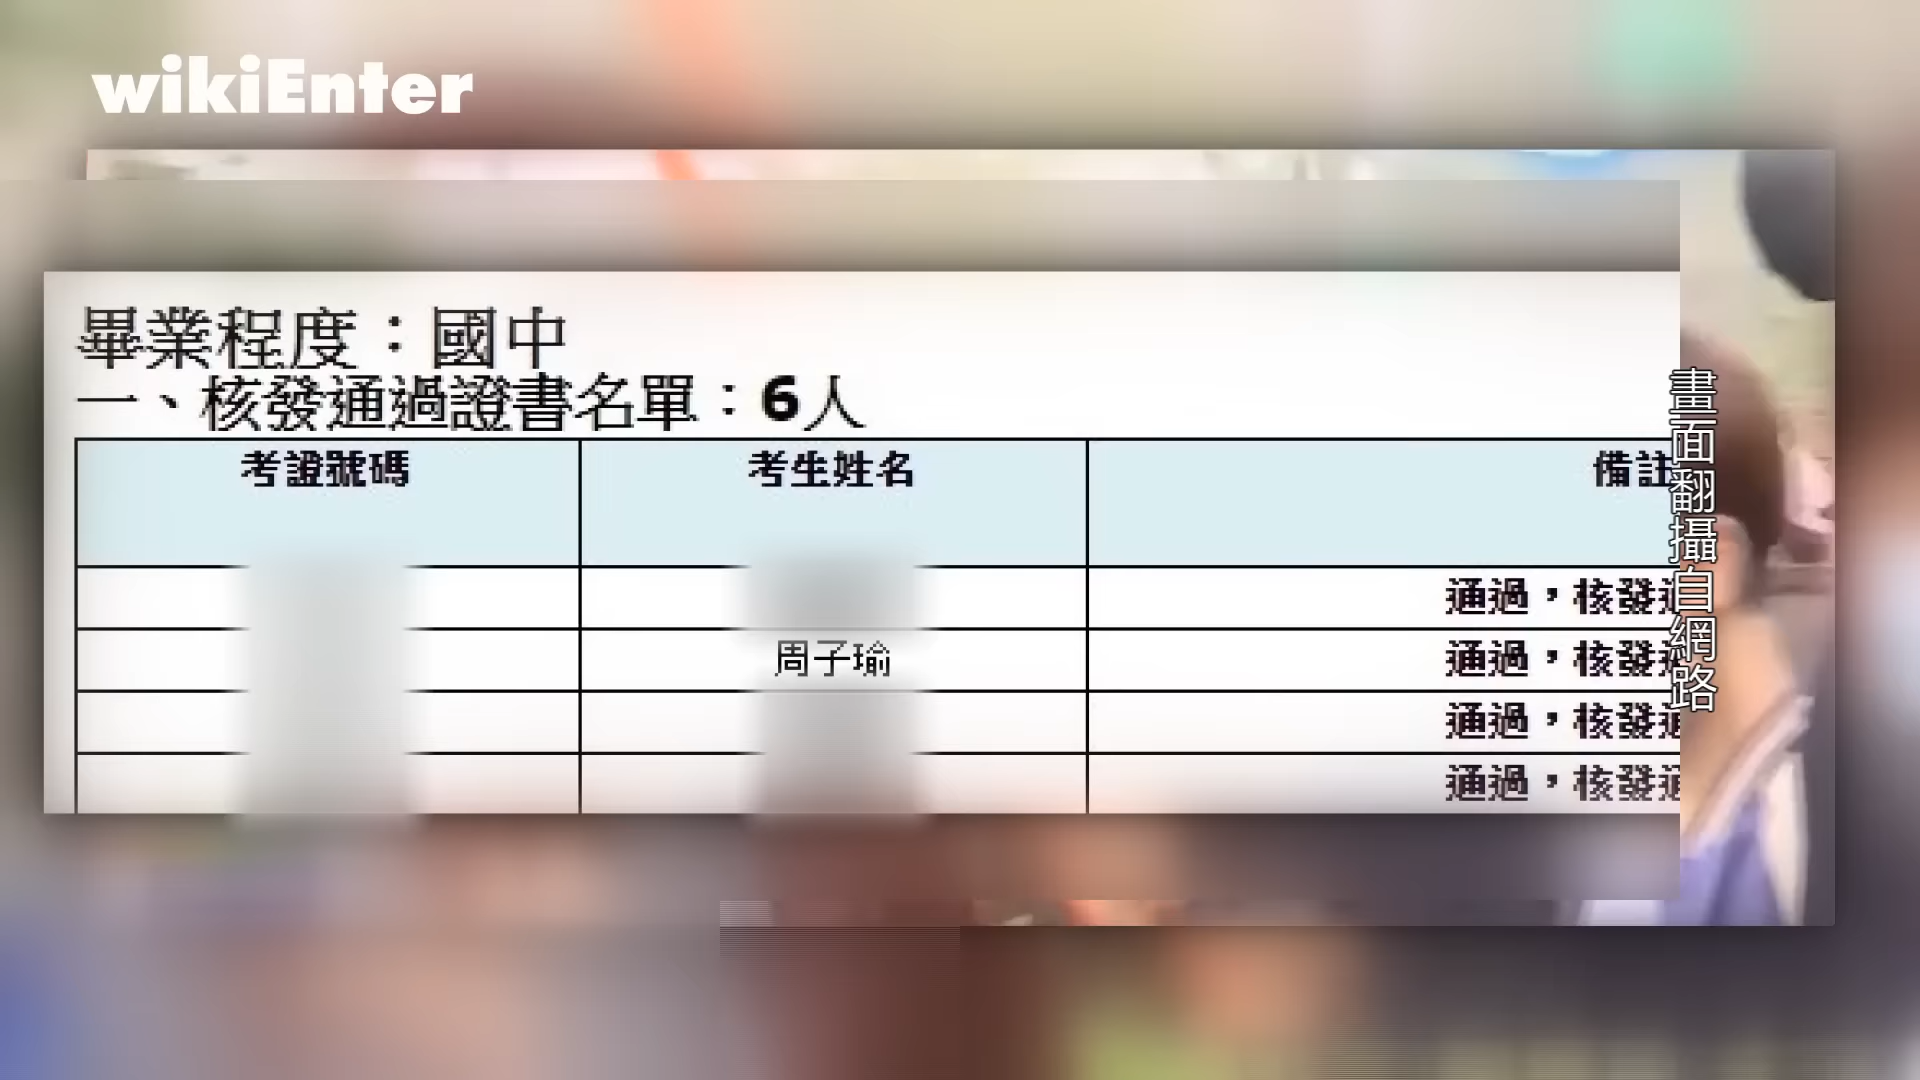 wikiEnter
畢業程度：國中
一、核發通過證書名單：6人
考證號碼 考生姓名 備註
通過，核發
周子瑜 通過，核發
通過，核發
通過，核發
畫面翻攝自網路